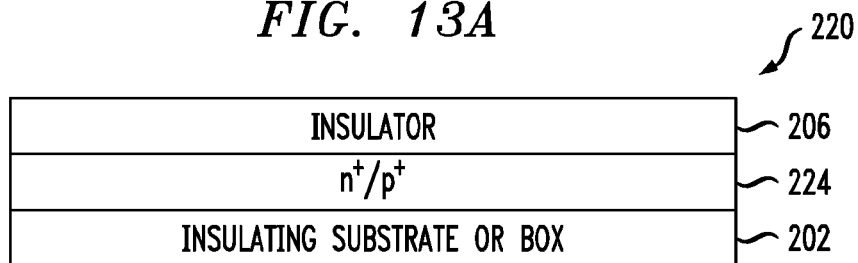 FIG. 13A
220
INSULATOR 206
n⁺/p⁺ 224
INSULATING SUBSTRATE OR BOX 202